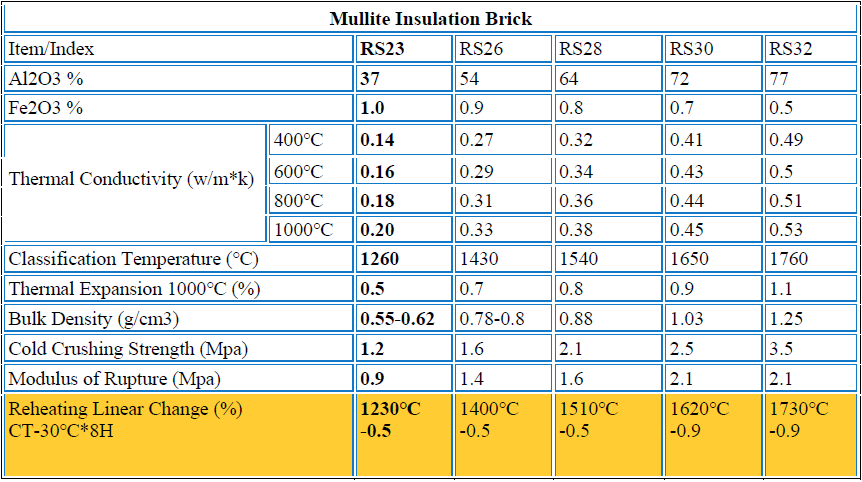 Mullite Insulation Brick
Item/Index RS23 RS26 RS28 RS30 RS32
Al2O3 % 37 54 64 72 77
Fe2O3 % 1.0 0.9 0.8 0.7 0.5
Thermal Conductivity (w/m*k) 400°C 0.14 0.27 0.32 0.41 0.49
600°C 0.16 0.29 0.34 0.43 0.5
800°C 0.18 0.31 0.36 0.44 0.51
1000°C 0.20 0.33 0.38 0.45 0.53
Classification Temperature (°C) 1260 1430 1540 1650 1760
Thermal Expansion 1000°C (%) 0.5 0.7 0.8 0.9 1.1
Bulk Density (g/cm3) 0.55-0.62 0.78-0.8 0.88 1.03 1.25
Cold Crushing Strength (Mpa) 1.2 1.6 2.1 2.5 3.5
Modulus of Rupture (Mpa) 0.9 1.4 1.6 2.1 2.1
Reheating Linear Change (%) 1230°C 1400°C 1510°C 1620°C 1730°C
CT-30°C*8H -0.5 -0.5 -0.5 -0.9 -0.9